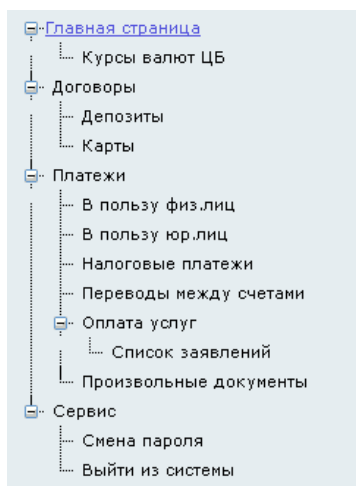 Главная страница
Курсы валют ЦБ
Договоры
Депозиты
Карты
Платежи
В пользу физ.лиц
В пользу юр.лиц
Налоговые платежи
Переводы между счетами
Оплата услуг
Список заявлений
Произвольные документы
Сервис
Смена пароля
Выйти из системы